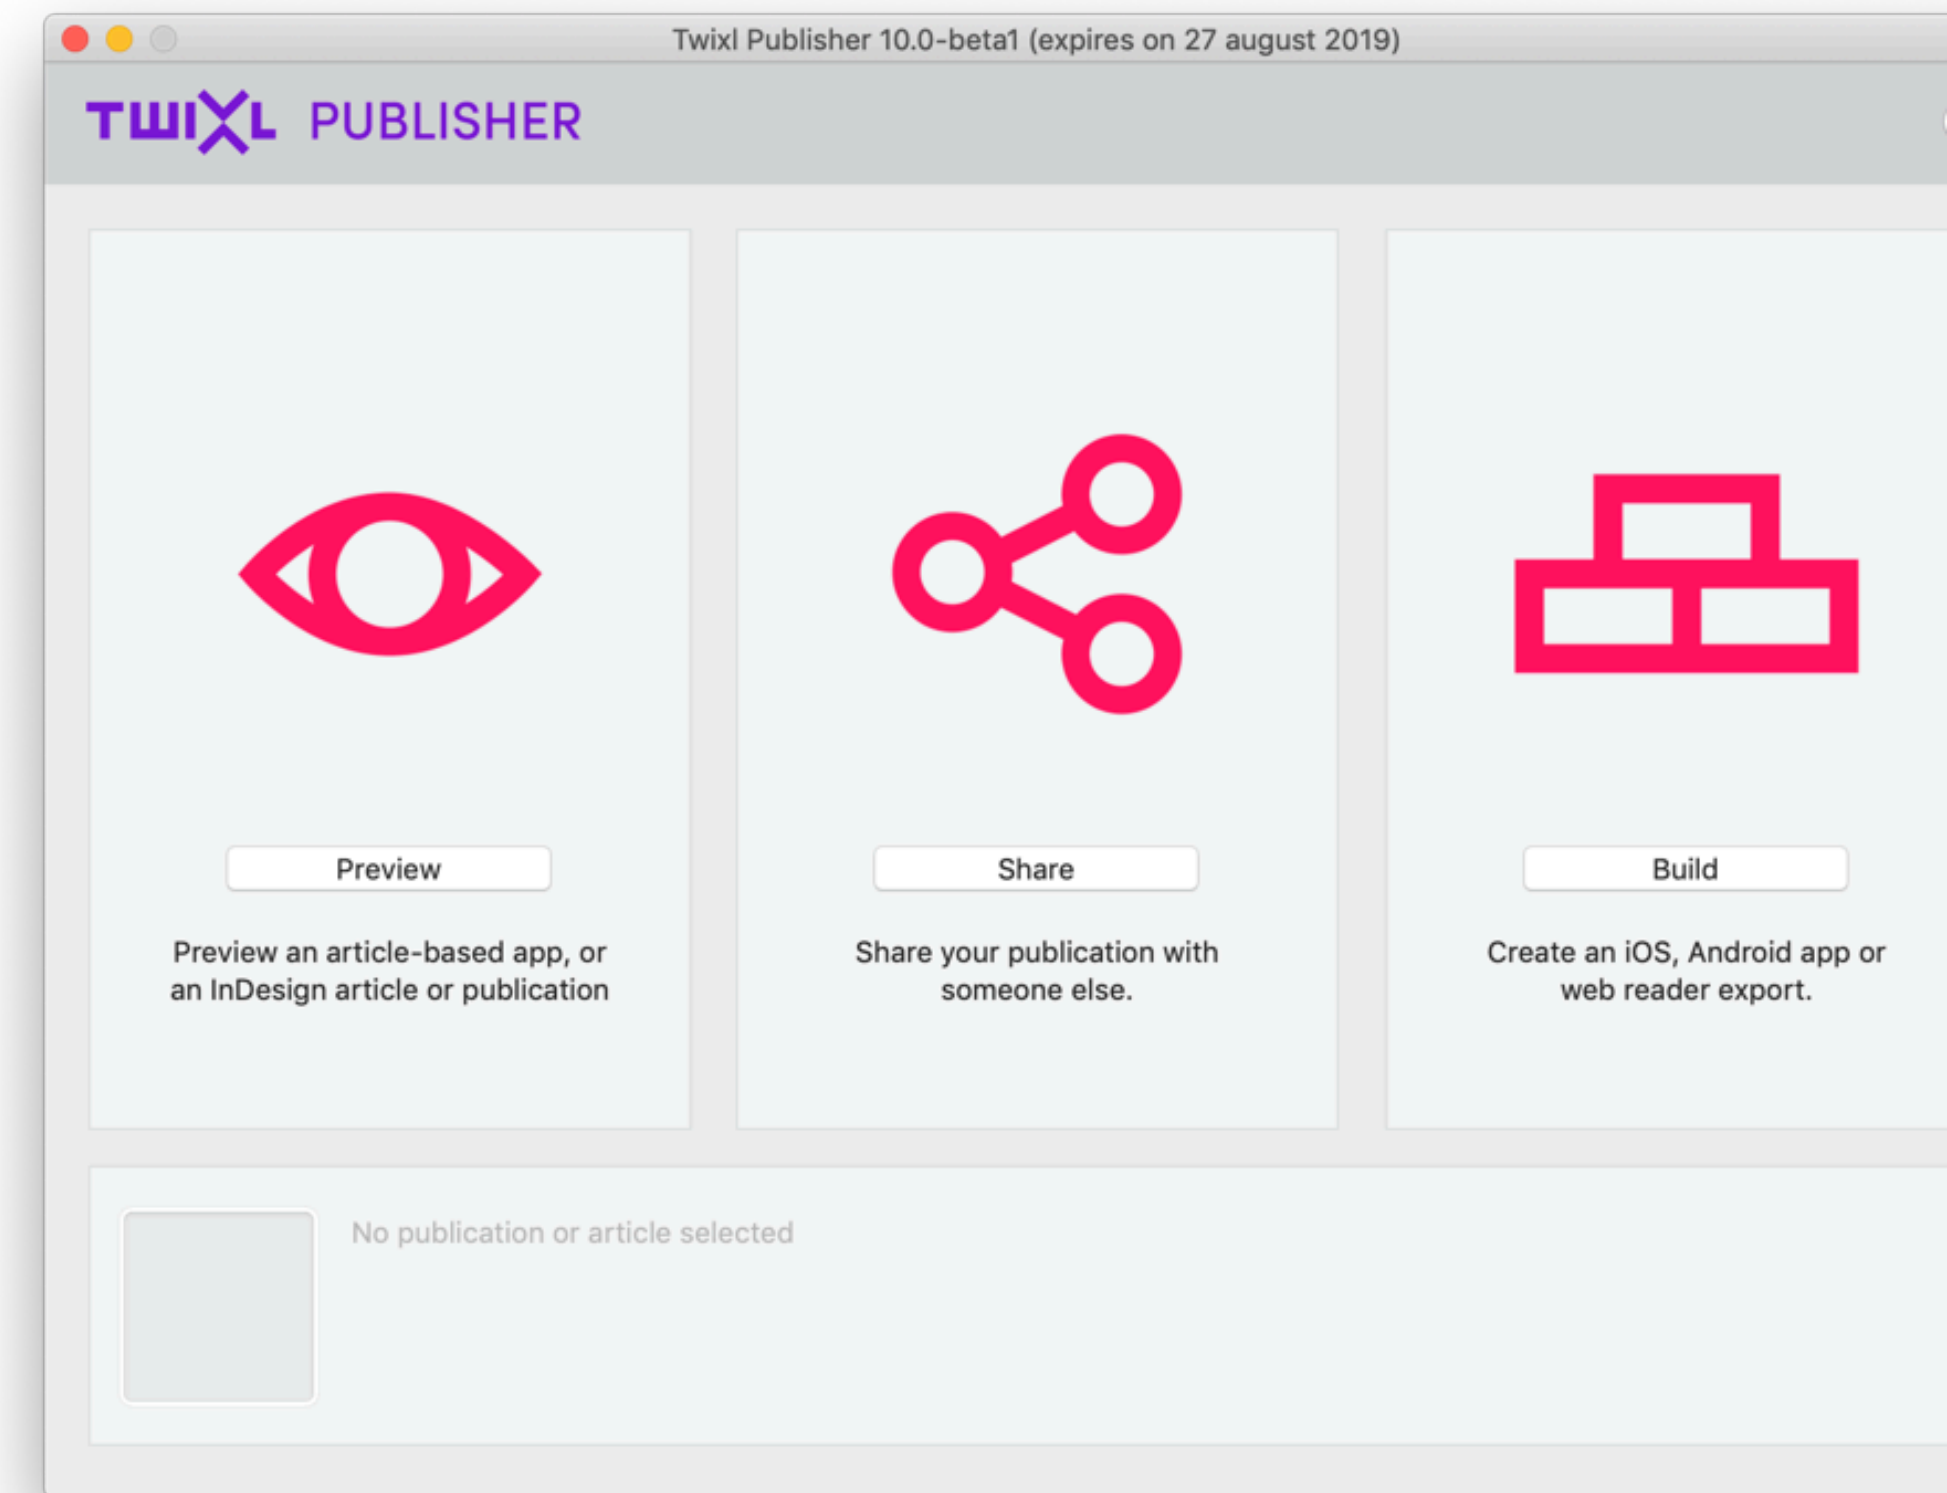 Twixl Publisher 10.0-beta1 (expires on 27 august 2019)
TWIXL PUBLISHER
Preview
Preview an article-based app, or
an InDesign article or publication
Share
Share your publication with
someone else.
Build
Create an iOS, Android app or
web reader export.
No publication or article selected